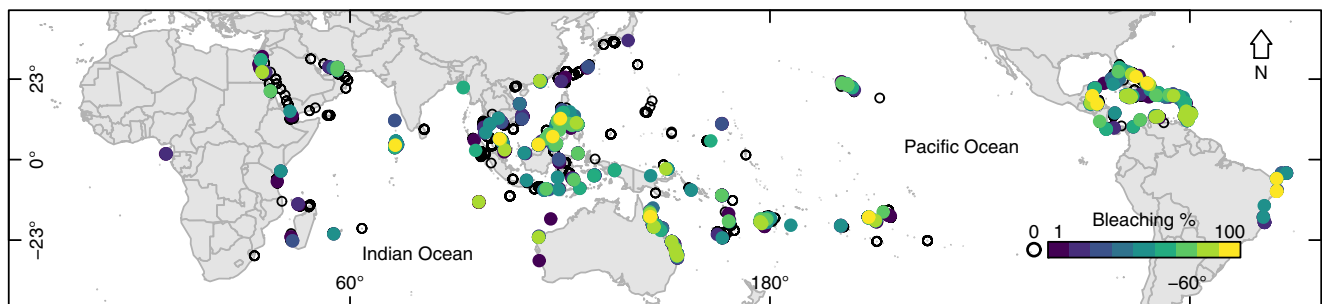 N
23°
0°
−23°
Pacific Ocean
Indian Ocean
Bleaching %
0 1 100
60° 180° −60°